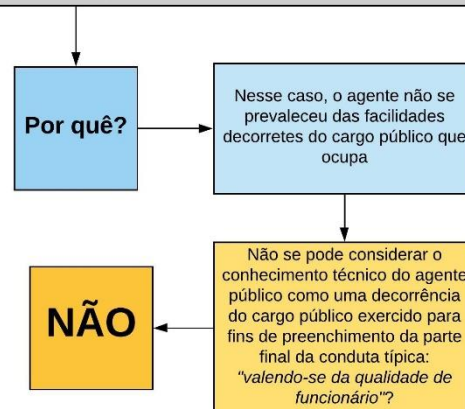 Por quê?
Nesse caso, o agente não se
prevaleceu das facilidades
decorretes do cargo público que
ocupa
Não se pode considerar o
conhecimento técnico do agente
público como uma decorrência
do cargo público exercido para
fins de preenchimento da parte
final da conduta típica:
"valendo-se da qualidade de
funcionário"?
NÃO